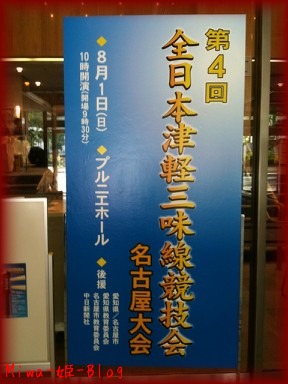 第4回
全日本津軽三味線競技会
名古屋大会
◆8月1日(日)◆プルニエホール
10時開演(開場9時30分)
◆後援
愛知県／名古屋市
愛知県教育委員会
名古屋市教育委員会
中日新聞社
Miwa-姫-Blog